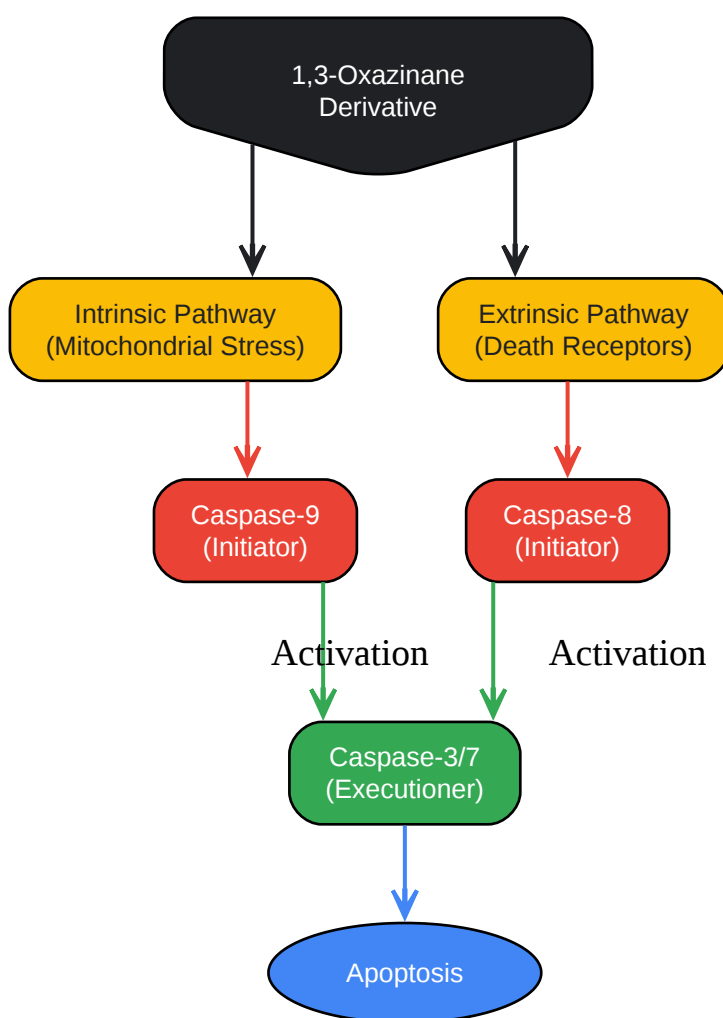 1,3-Oxazinane
Derivative
Intrinsic Pathway
(Mitochondrial Stress)
Extrinsic Pathway
(Death Receptors)
Caspase-9
(Initiator)
Caspase-8
(Initiator)
Activation
Activation
Caspase-3/7
(Executioner)
Apoptosis